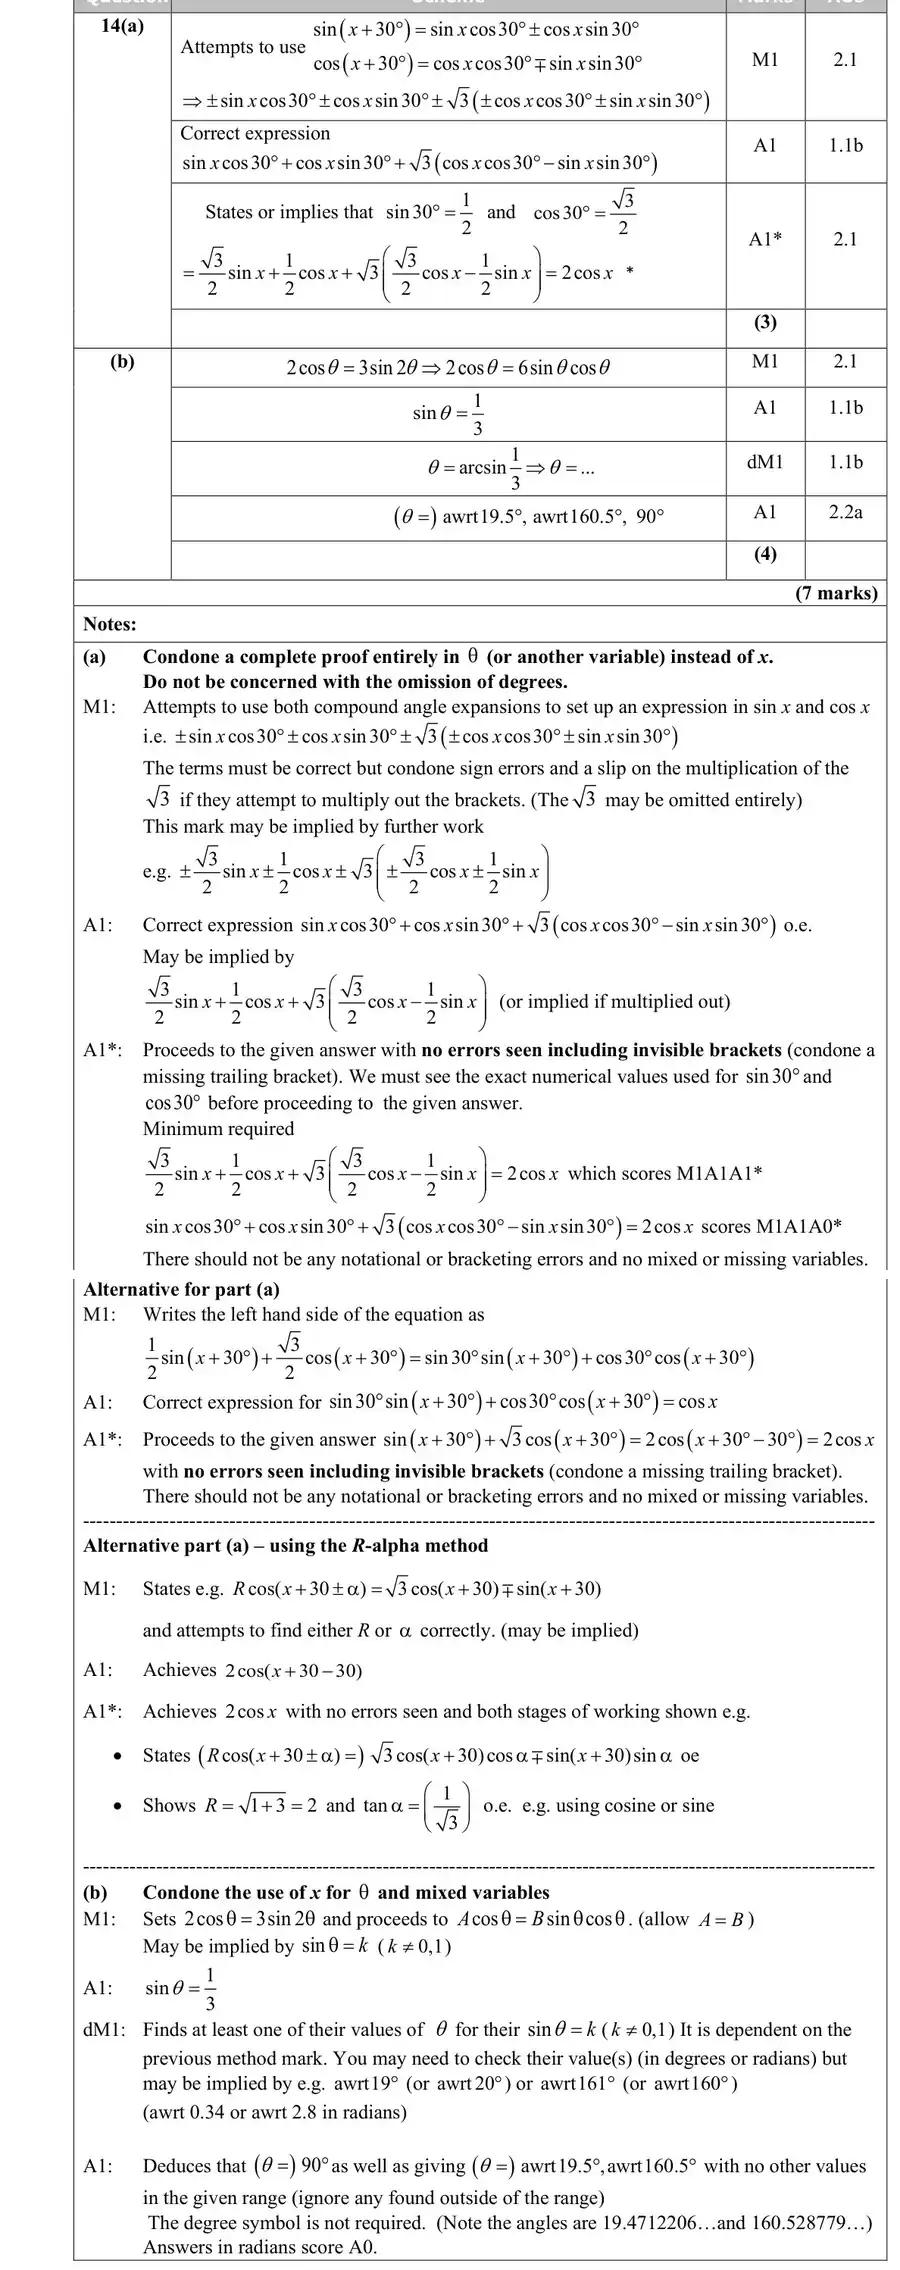 Question Scheme Marks AOs
14(a) Attempts to use sin(x+30°) = sin x cos 30° ± cos x sin 30°
cos(x+30°) = cos x cos 30° ∓ sin x sin 30° M1 2.1
⇒ ± sin x cos 30° ± cos x sin 30° ± √3(± cos x cos 30° ± sin x sin 30°)
Correct expression
sin x cos 30° + cos x sin 30° + √3(cos x cos 30° − sin x sin 30°) A1 1.1b
States or implies that sin 30° = 1/2 and cos 30° = √3/2
= √3/2 sin x + 1/2 cos x + √3(√3/2 cos x − 1/2 sin x) = 2 cos x * A1* 2.1
(3)
(b) 2 cos θ = 3 sin 2θ ⇒ 2 cos θ = 6 sin θ cos θ M1 2.1
sin θ = 1/3 A1 1.1b
θ = arcsin 1/3 ⇒ θ = ... dM1 1.1b
(θ =) awrt 19.5°, awrt 160.5°, 90° A1 2.2a
(4)
(7 marks)
Notes:
(a) Condone a complete proof entirely in θ (or another variable) instead of x.
Do not be concerned with the omission of degrees.
M1: Attempts to use both compound angle expansions to set up an expression in sin x and cos x
i.e. ± sin x cos 30° ± cos x sin 30° ± √3(± cos x cos 30° ± sin x sin 30°)
The terms must be correct but condone sign errors and a slip on the multiplication of the
√3 if they attempt to multiply out the brackets. (The √3 may be omitted entirely)
This mark may be implied by further work
e.g. ± √3/2 sin x ± 1/2 cos x ± √3(± √3/2 cos x ± 1/2 sin x)
A1: Correct expression sin x cos 30° + cos x sin 30° + √3(cos x cos 30° − sin x sin 30°) o.e.
May be implied by
√3/2 sin x + 1/2 cos x + √3(√3/2 cos x − 1/2 sin x) (or implied if multiplied out)
A1*: Proceeds to the given answer with no errors seen including invisible brackets (condone a
missing trailing bracket). We must see the exact numerical values used for sin 30° and
cos 30° before proceeding to the given answer.
Minimum required
√3/2 sin x + 1/2 cos x + √3(√3/2 cos x − 1/2 sin x) = 2 cos x which scores M1A1A1*
sin x cos 30° + cos x sin 30° + √3(cos x cos 30° − sin x sin 30°) = 2 cos x scores M1A1A0*
There should not be any notational or bracketing errors and no mixed or missing variables.
Alternative for part (a)
M1: Writes the left hand side of the equation as
1/2 sin(x+30°) + √3/2 cos(x+30°) = sin 30° sin(x+30°) + cos 30° cos(x+30°)
A1: Correct expression for sin 30° sin(x+30°) + cos 30° cos(x+30°) = cos x
A1*: Proceeds to the given answer sin(x+30°) + √3 cos(x+30°) = 2 cos(x+30°−30°) = 2 cos x
with no errors seen including invisible brackets (condone a missing trailing bracket).
There should not be any notational or bracketing errors and no mixed or missing variables.
Alternative part (a) – using the R-alpha method
M1: States e.g. R cos(x+30±α) = √3 cos(x+30) ∓ sin(x+30)
and attempts to find either R or α correctly. (may be implied)
A1: Achieves 2 cos(x+30−30)
A1*: Achieves 2 cos x with no errors seen and both stages of working shown e.g.
• States (R cos(x+30±α) =) √3 cos(x+30) cos α ∓ sin(x+30) sin α oe
• Shows R = √1+3 = 2 and tan α = (1/√3) o.e. e.g. using cosine or sine
(b) Condone the use of x for θ and mixed variables
M1: Sets 2 cos θ = 3 sin 2θ and proceeds to A cos θ = B sin θ cos θ. (allow A = B)
May be implied by sin θ = k (k ≠ 0,1)
A1: sin θ = 1/3
dM1: Finds at least one of their values of θ for their sin θ = k (k ≠ 0,1) It is dependent on the
previous method mark. You may need to check their value(s) (in degrees or radians) but
may be implied by e.g. awrt 19° (or awrt 20°) or awrt 161° (or awrt 160°)
(awrt 0.34 or awrt 2.8 in radians)
A1: Deduces that (θ =) 90° as well as giving (θ =) awrt 19.5°, awrt 160.5° with no other values
in the given range (ignore any found outside of the range)
The degree symbol is not required. (Note the angles are 19.4712206…and 160.528779…)
Answers in radians score A0.